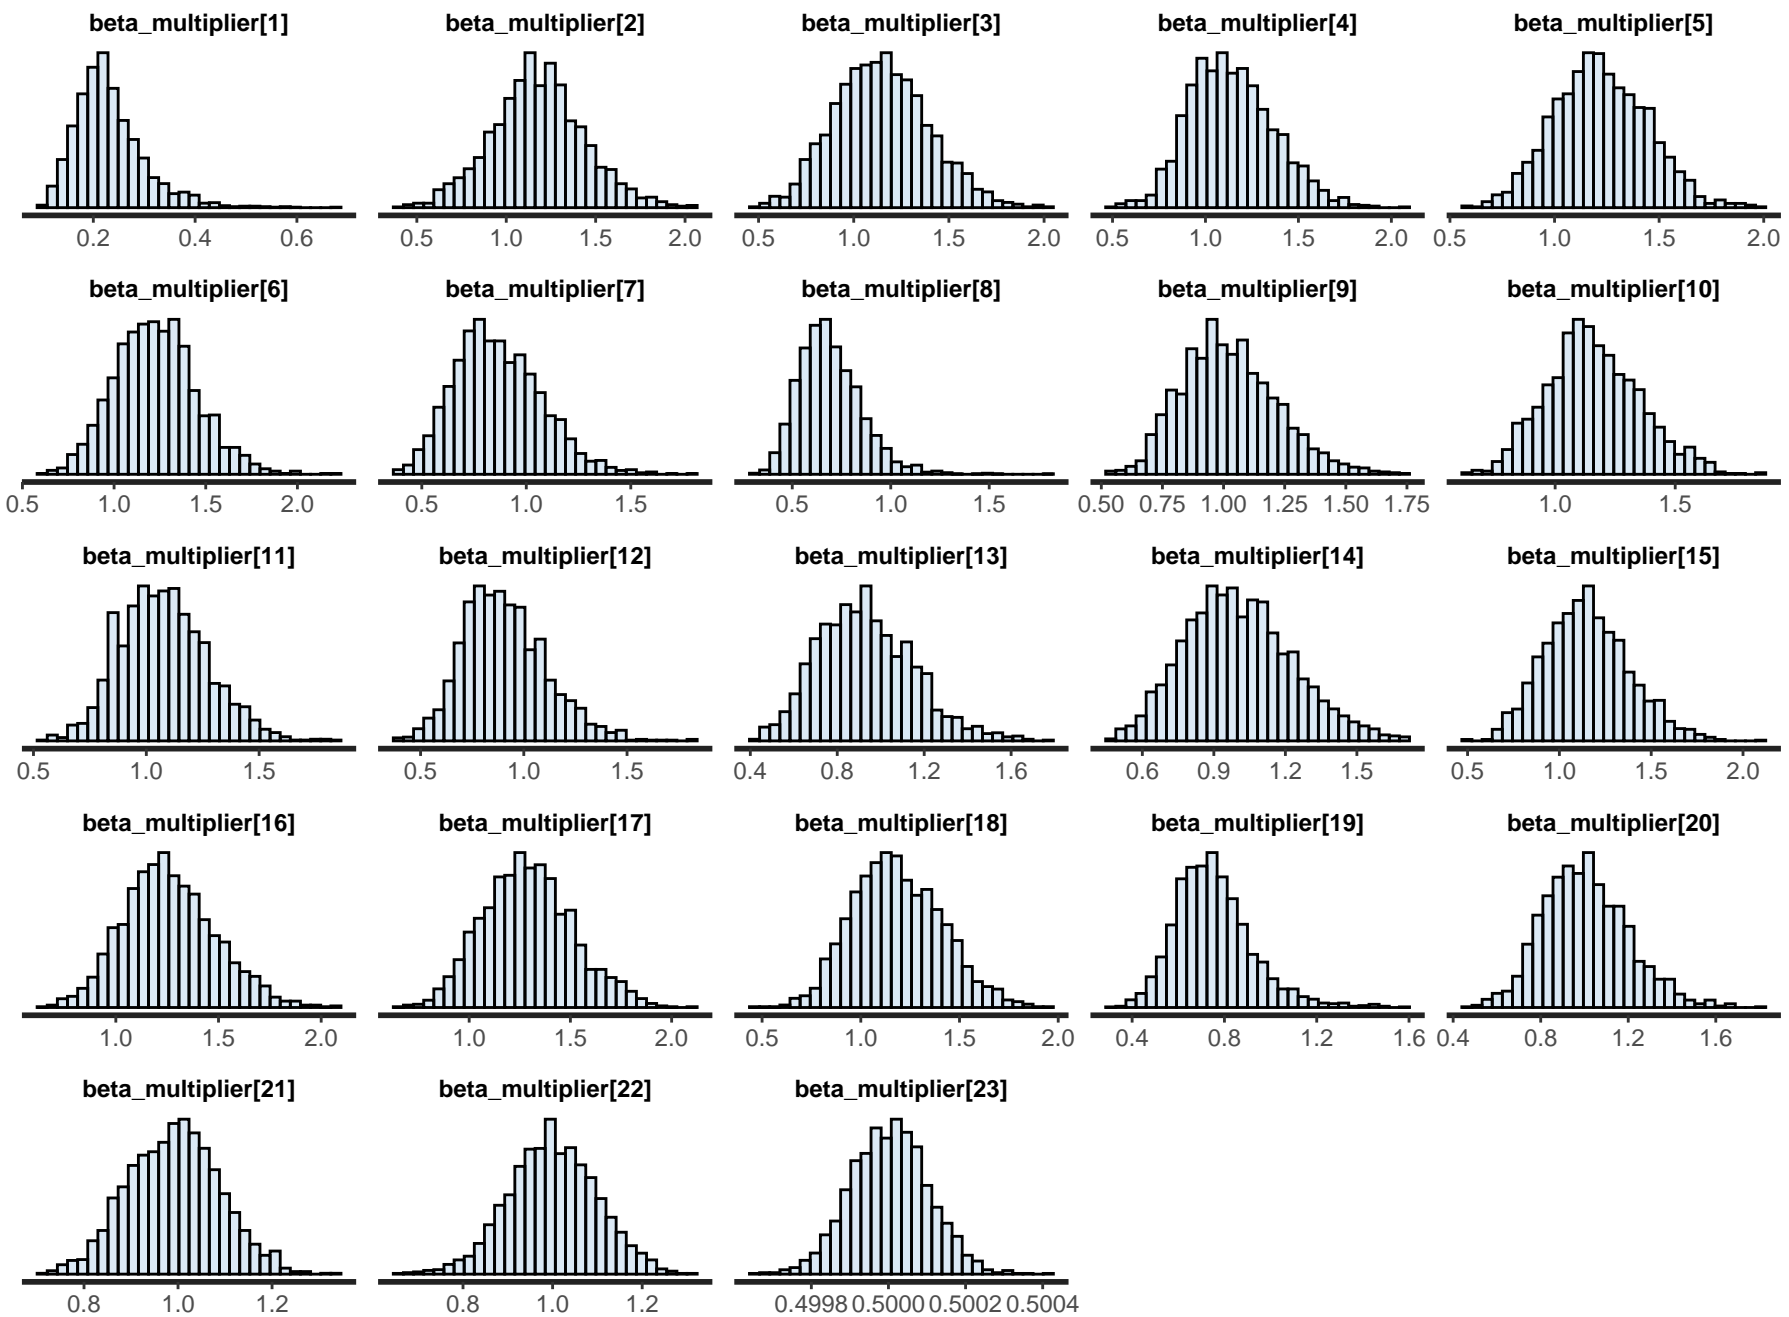 beta_multiplier[1] beta_multiplier[2] beta_multiplier[3] beta_multiplier[4] beta_multiplier[5]
0.2 0.4 0.6 0.5 1.0 1.5 2.0 0.5 1.0 1.5 2.0 0.5 1.0 1.5 2.0 0.5 1.0 1.5 2.0
beta_multiplier[6] beta_multiplier[7] beta_multiplier[8] beta_multiplier[9] beta_multiplier[10]
0.5 1.0 1.5 2.0 0.5 1.0 1.5 0.5 1.0 1.5 0.50 0.75 1.00 1.25 1.50 1.75 1.0 1.5
beta_multiplier[11] beta_multiplier[12] beta_multiplier[13] beta_multiplier[14] beta_multiplier[15]
0.5 1.0 1.5 0.5 1.0 1.5 0.4 0.8 1.2 1.6 0.6 0.9 1.2 1.5 0.5 1.0 1.5 2.0
beta_multiplier[16] beta_multiplier[17] beta_multiplier[18] beta_multiplier[19] beta_multiplier[20]
1.0 1.5 2.0 1.0 1.5 2.0 0.5 1.0 1.5 2.0 0.4 0.8 1.2 1.6 0.4 0.8 1.2 1.6
beta_multiplier[21] beta_multiplier[22] beta_multiplier[23]
0.8 1.0 1.2 0.8 1.0 1.2 0.4998 0.5000 0.5002 0.5004